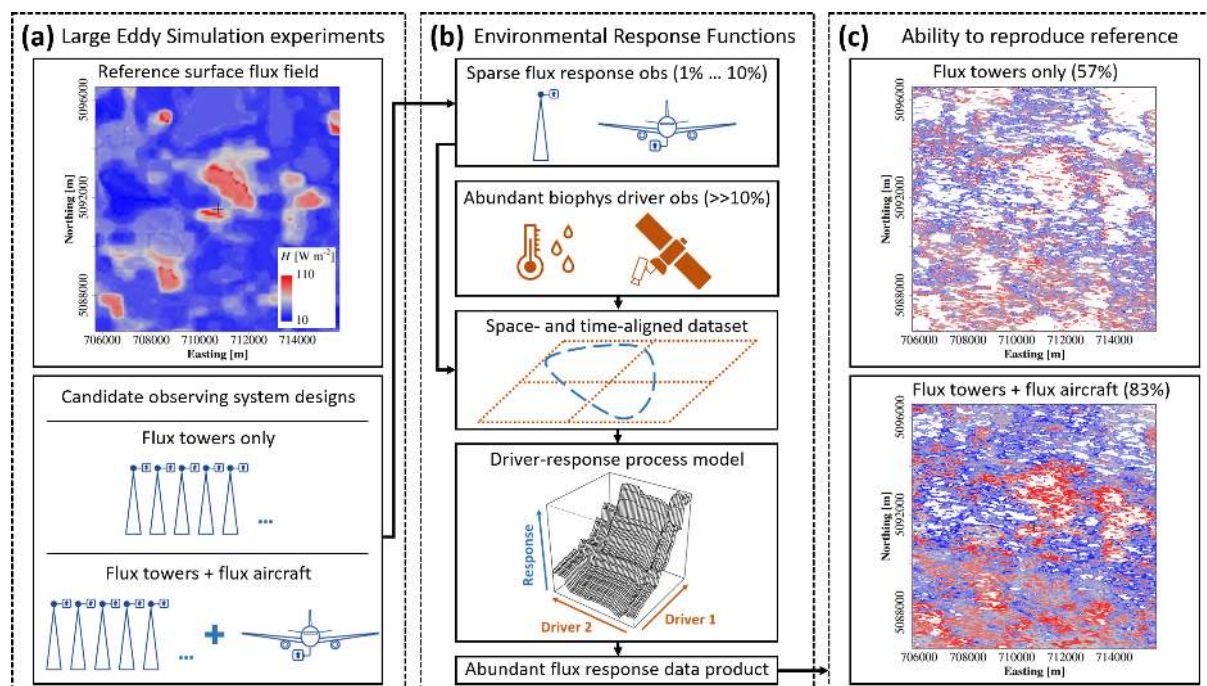 (a) Large Eddy Simulation experiments
Reference surface flux field
5096000
5092000
5088000
Northing [m]
H [W m⁻²]
110
10
706000 708000 710000 712000 714000
Easting [m]
Candidate observing system designs
Flux towers only
...
Flux towers + flux aircraft
... +
(b) Environmental Response Functions
Sparse flux response obs (1% ... 10%)
Abundant biophys driver obs (>>10%)
Space- and time-aligned dataset
Driver-response process model
Response
Driver 2
Driver 1
Abundant flux response data product
(c) Ability to reproduce reference
Flux towers only (57%)
5096000
5092000
5088000
Northing [m]
706000 708000 710000 712000 714000
Easting [m]
Flux towers + flux aircraft (83%)
5096000
5092000
5088000
Northing [m]
706000 708000 710000 712000 714000
Easting [m]